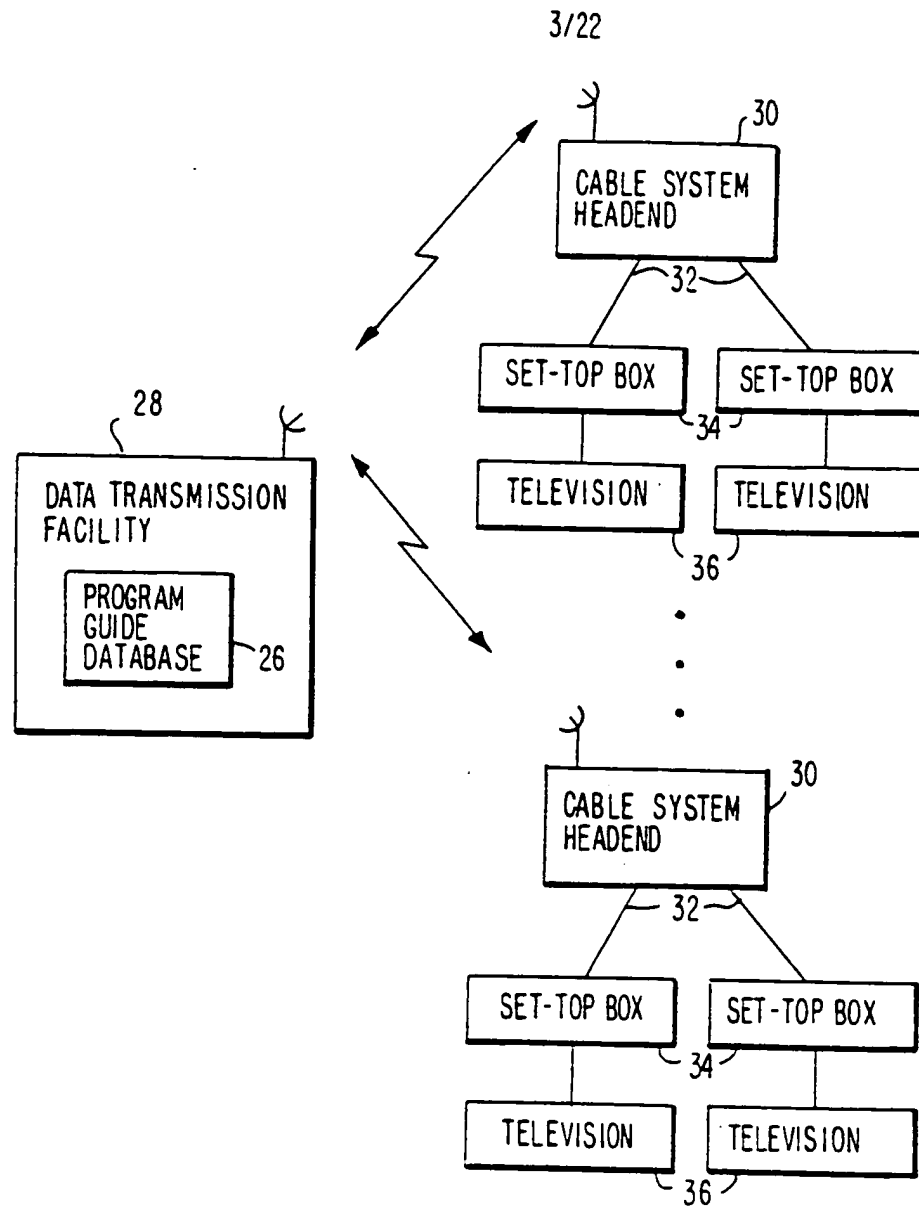 3/22
30
CABLE SYSTEM
HEADEND
32
SET-TOP BOX
SET-TOP BOX
34
TELEVISION
TELEVISION
36
28
DATA TRANSMISSION
FACILITY
PROGRAM
GUIDE
DATABASE
26
30
CABLE SYSTEM
HEADEND
32
SET-TOP BOX
SET-TOP BOX
34
TELEVISION
TELEVISION
36